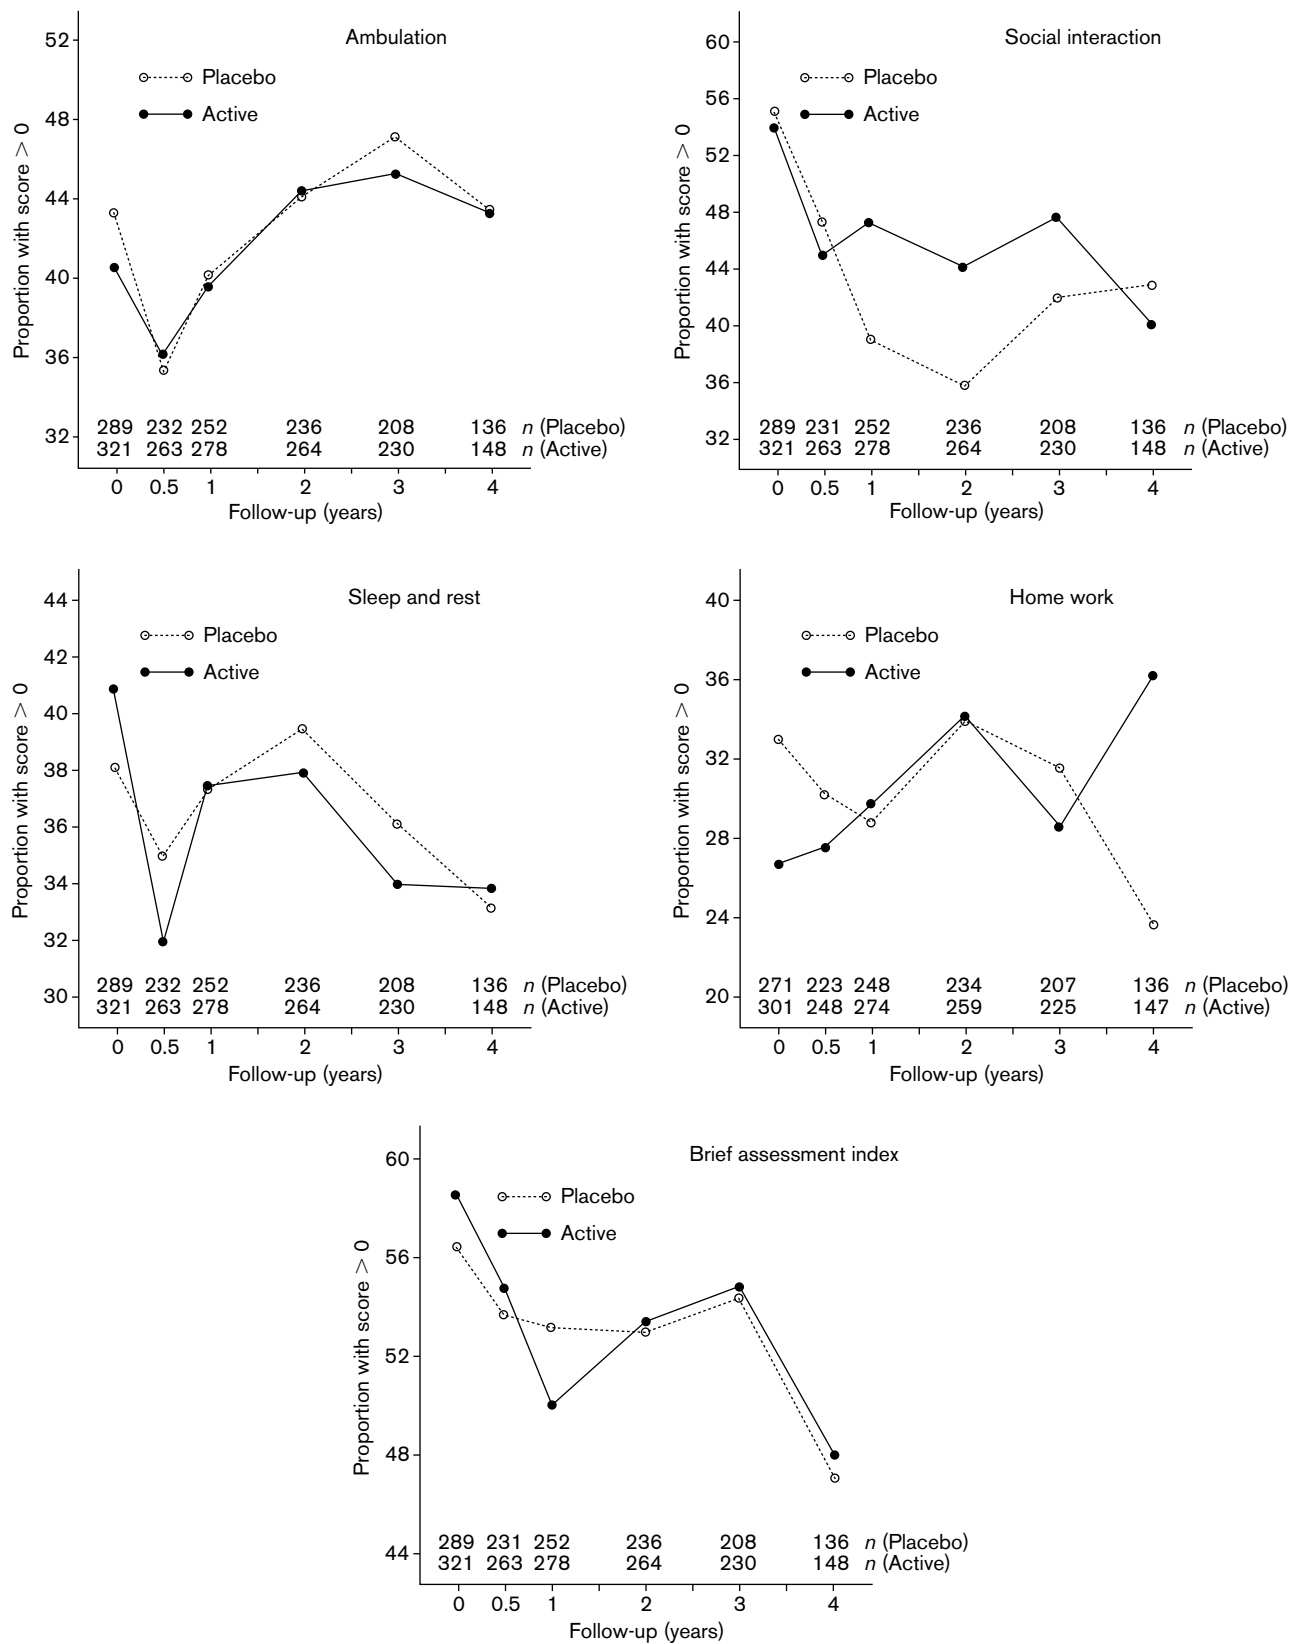 Ambulation
Placebo
Active
Proportion with score > 0
52
48
44
40
36
32
289 232 252 236 208 136 n (Placebo)
321 263 278 264 230 148 n (Active)
0 0.5 1 2 3 4
Follow-up (years)
Social interaction
Placebo
Active
Proportion with score > 0
60
56
52
48
44
40
36
32
289 231 252 236 208 136 n (Placebo)
321 263 278 264 230 148 n (Active)
0 0.5 1 2 3 4
Follow-up (years)
Sleep and rest
Placebo
Active
Proportion with score > 0
44
42
40
38
36
34
32
30
289 232 252 236 208 136 n (Placebo)
321 263 278 264 230 148 n (Active)
0 0.5 1 2 3 4
Follow-up (years)
Home work
Placebo
Active
Proportion with score > 0
40
36
32
28
24
20
271 223 248 234 207 136 n (Placebo)
301 248 274 259 225 147 n (Active)
0 0.5 1 2 3 4
Follow-up (years)
Brief assessment index
Placebo
Active
Proportion with score > 0
60
56
52
48
44
289 231 252 236 208 136 n (Placebo)
321 263 278 264 230 148 n (Active)
0 0.5 1 2 3 4
Follow-up (years)